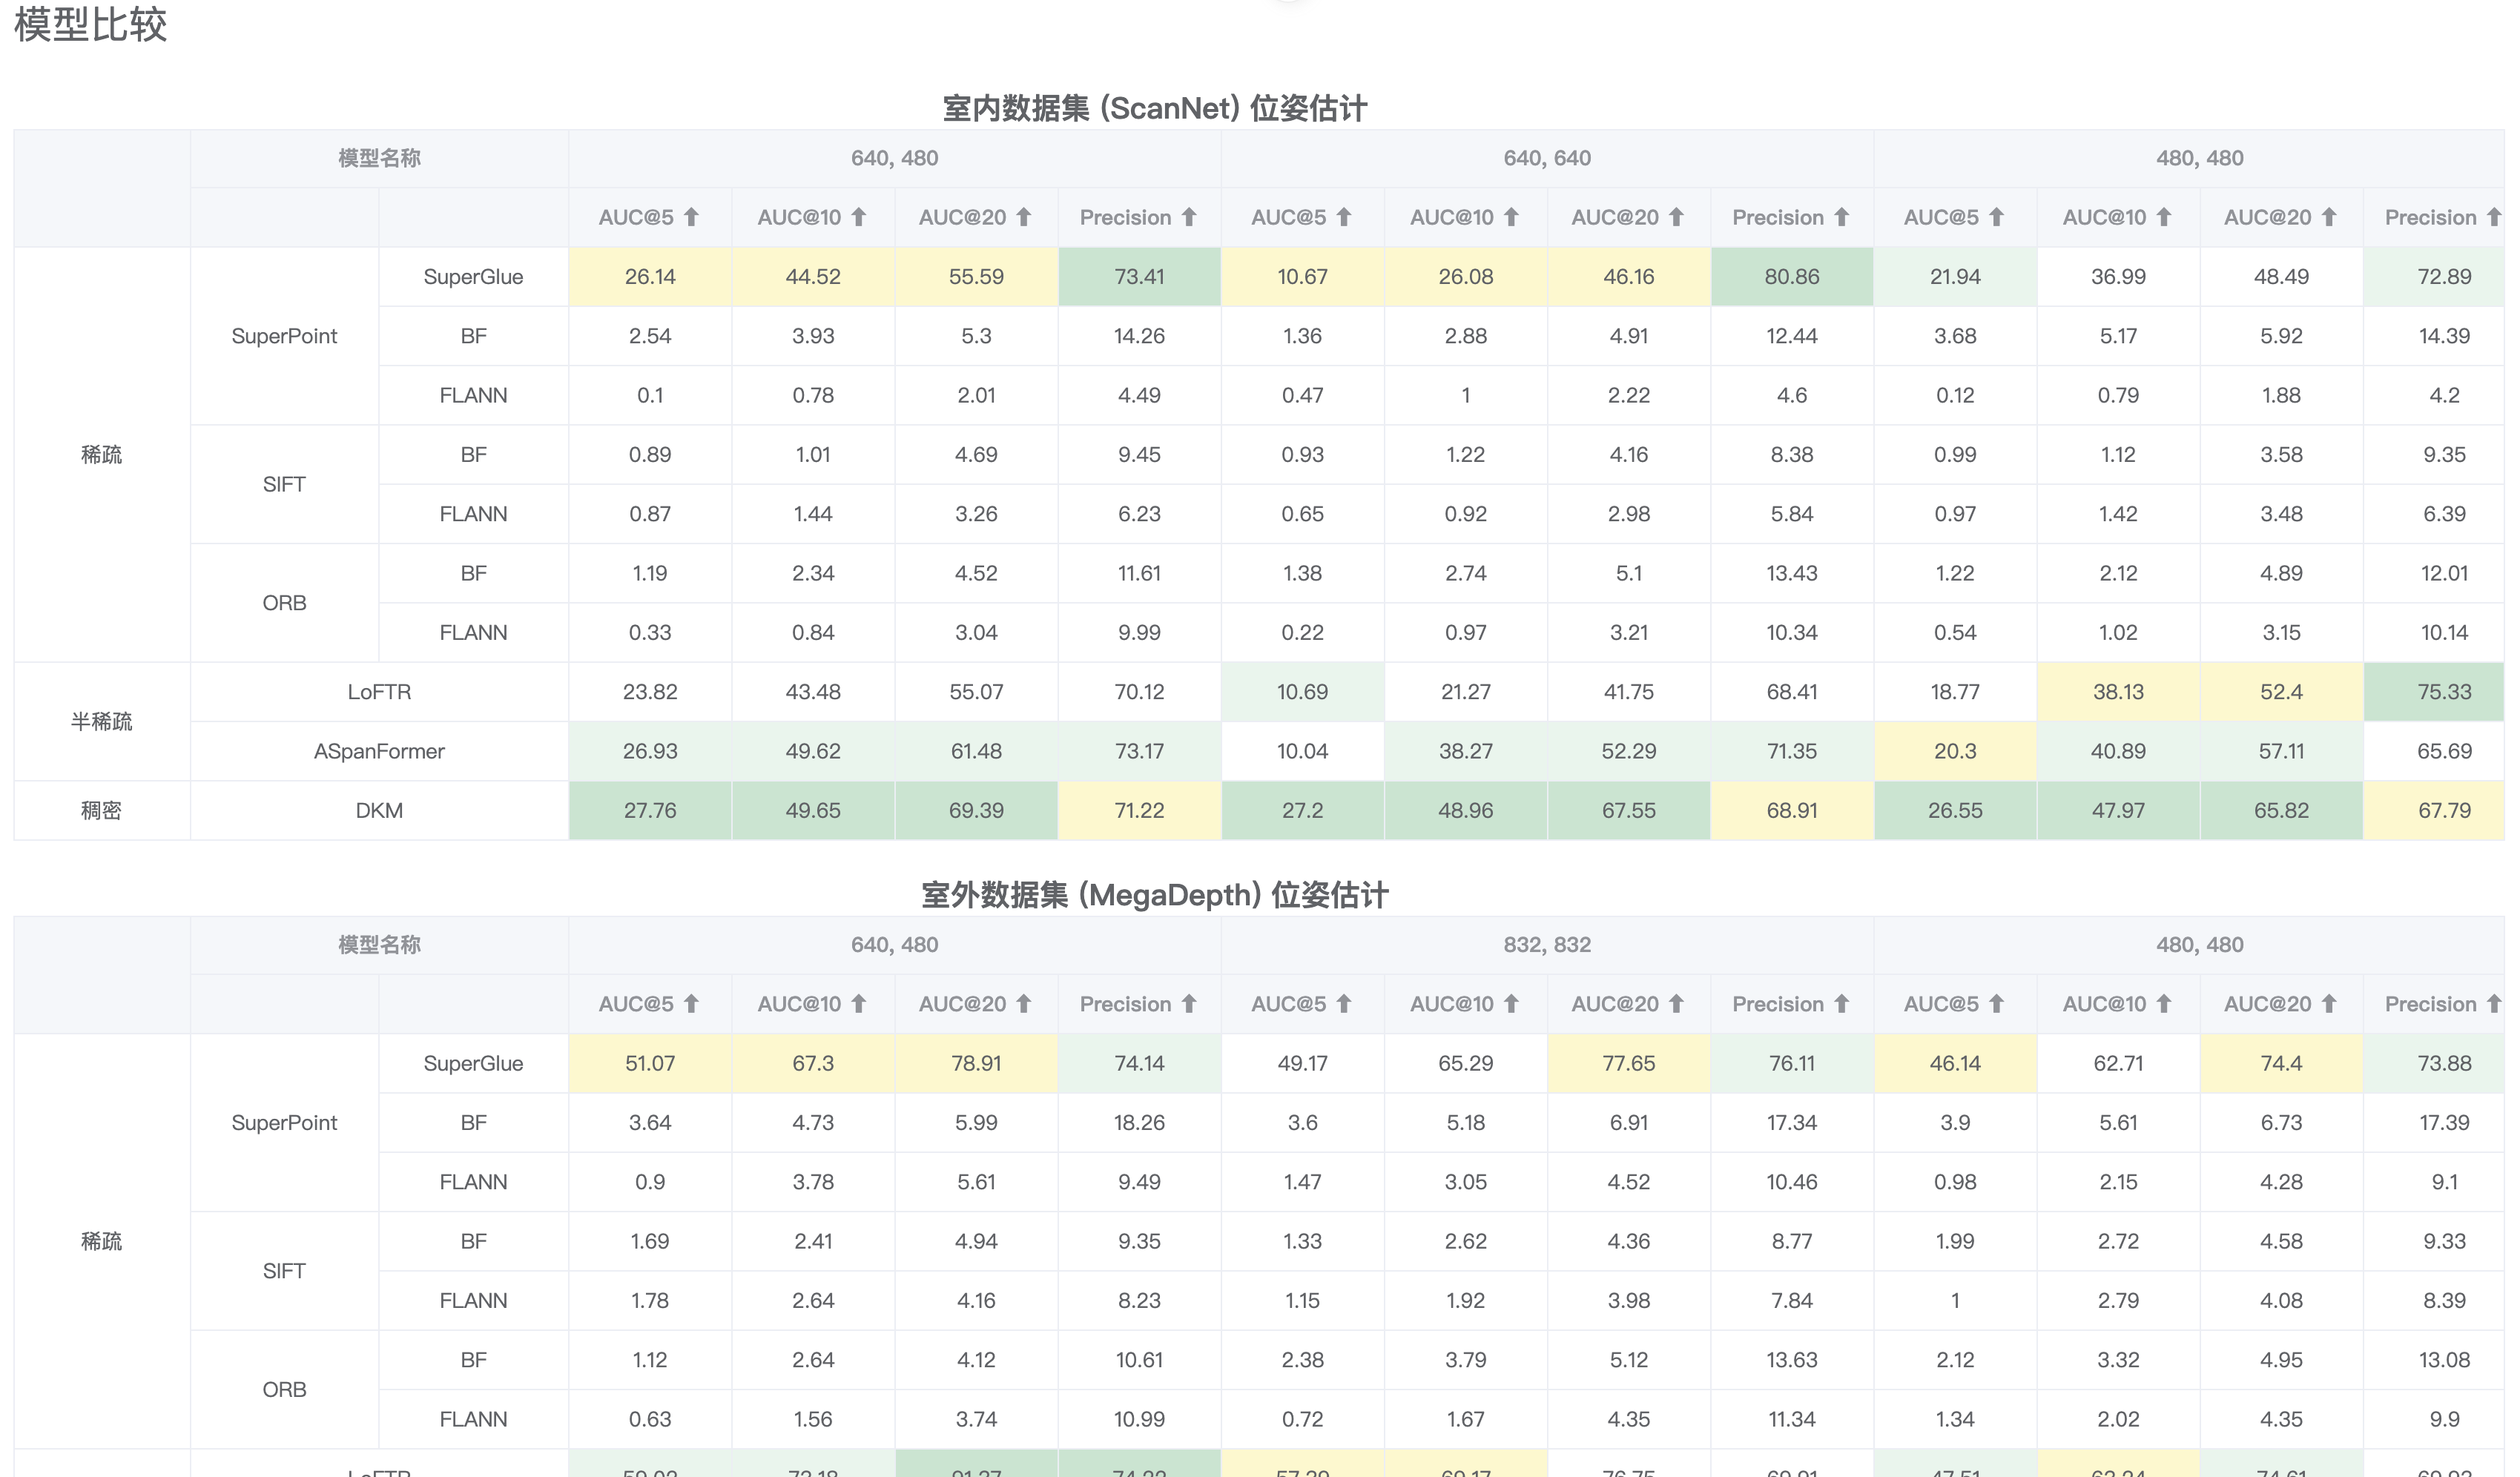 模型比较
室内数据集 (ScanNet) 位姿估计
模型名称 640, 480 640, 640 480, 480
AUC@5 ⬆ AUC@10 ⬆ AUC@20 ⬆ Precision ⬆ AUC@5 ⬆ AUC@10 ⬆ AUC@20 ⬆ Precision ⬆ AUC@5 ⬆ AUC@10 ⬆ AUC@20 ⬆ Precision ⬆
SuperGlue 26.14 44.52 55.59 73.41 10.67 26.08 46.16 80.86 21.94 36.99 48.49 72.89
SuperPoint BF 2.54 3.93 5.3 14.26 1.36 2.88 4.91 12.44 3.68 5.17 5.92 14.39
FLANN 0.1 0.78 2.01 4.49 0.47 1 2.22 4.6 0.12 0.79 1.88 4.2
稀疏 BF 0.89 1.01 4.69 9.45 0.93 1.22 4.16 8.38 0.99 1.12 3.58 9.35
SIFT
FLANN 0.87 1.44 3.26 6.23 0.65 0.92 2.98 5.84 0.97 1.42 3.48 6.39
BF 1.19 2.34 4.52 11.61 1.38 2.74 5.1 13.43 1.22 2.12 4.89 12.01
ORB
FLANN 0.33 0.84 3.04 9.99 0.22 0.97 3.21 10.34 0.54 1.02 3.15 10.14
LoFTR 23.82 43.48 55.07 70.12 10.69 21.27 41.75 68.41 18.77 38.13 52.4 75.33
半稀疏
ASpanFormer 26.93 49.62 61.48 73.17 10.04 38.27 52.29 71.35 20.3 40.89 57.11 65.69
稠密 DKM 27.76 49.65 69.39 71.22 27.2 48.96 67.55 68.91 26.55 47.97 65.82 67.79
室外数据集 (MegaDepth) 位姿估计
模型名称 640, 480 832, 832 480, 480
AUC@5 ⬆ AUC@10 ⬆ AUC@20 ⬆ Precision ⬆ AUC@5 ⬆ AUC@10 ⬆ AUC@20 ⬆ Precision ⬆ AUC@5 ⬆ AUC@10 ⬆ AUC@20 ⬆ Precision ⬆
SuperGlue 51.07 67.3 78.91 74.14 49.17 65.29 77.65 76.11 46.14 62.71 74.4 73.88
SuperPoint BF 3.64 4.73 5.99 18.26 3.6 5.18 6.91 17.34 3.9 5.61 6.73 17.39
FLANN 0.9 3.78 5.61 9.49 1.47 3.05 4.52 10.46 0.98 2.15 4.28 9.1
稀疏 BF 1.69 2.41 4.94 9.35 1.33 2.62 4.36 8.77 1.99 2.72 4.58 9.33
SIFT
FLANN 1.78 2.64 4.16 8.23 1.15 1.92 3.98 7.84 1 2.79 4.08 8.39
BF 1.12 2.64 4.12 10.61 2.38 3.79 5.12 13.63 2.12 3.32 4.95 13.08
ORB
FLANN 0.63 1.56 3.74 10.99 0.72 1.67 4.35 11.34 1.34 2.02 4.35 9.9
LoFTR